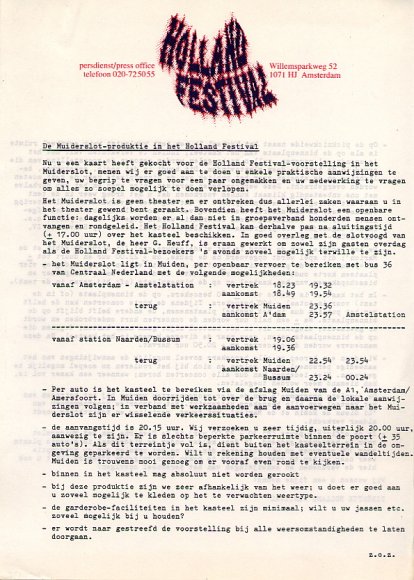 HOLLAND
FESTIVAL
persdienst/press office
telefoon 020-725055
Willemsparkweg 52
1071 HJ Amsterdam
De Muiderslot-produktie in het Holland Festival
Nu u een kaart heeft gekocht voor de Holland Festival-voorstelling in het
Muiderslot, menen wij er goed aan te doen u enkele praktische aanwijzingen te
geven, uw begrip te vragen voor een paar ongemakken en uw medewerking te vragen
om alles zo soepel mogelijk te doen verlopen.
Het Muiderslot is geen theater en er ontbreken dus allerlei zaken waaraan u in
het theater gewend bent geraakt. Bovendien heeft het Muiderslot een openbare
functie: dagelijks worden er al dan niet in groepsverband honderden mensen ont-
vangen en rondgeleid. Het Holland Festival kan derhalve pas na sluitingstijd
(± 17.00 uur) over het kasteel beschikken. In goed overleg met de slotvoogd van
het Muiderslot, de heer G. Heuff, is eraan gewerkt om zowel zijn gasten overdag
als de Holland Festival-bezoekers 's avonds zoveel mogelijk terwille te zijn.
- het Muiderslot ligt in Muiden, per openbaar vervoer te bereiken met bus 36
van Centraal Nederland met de volgende mogelijkheden:
vanaf Amsterdam - Amstelstation : vertrek 18.23 19.32
aankomst 18.49 19.54
terug : vertrek Muiden 23.36
aankomst A'dam 23.57 Amstelstation
vanaf station Naarden/Bussum : vertrek 19.06
aankomst 19.36
terug : vertrek Muiden 22.54 23.54
aankomst Naarden/
Bussum 23.24 00.24
- Per auto is het kasteel te bereiken via de afslag Muiden van de A1, Amsterdam/
Amersfoort. In Muiden doorrijden tot over de brug en daarna de lokale aanwij-
zingen volgen; in verband met werkzaamheden aan de aanvoerwegen naar het Mui-
derslot zijn er wisselende verkeerssituaties.
- de aanvangstijd is 20.15 uur. Wij verzoeken u zeer tijdig, uiterlijk 20.00 uur,
aanwezig te zijn. Er is slechts beperkte parkeerruimte binnen de poort (± 35
auto's). Als dit terreintje vol is, dient buiten het kasteelterrein in de om-
geving geparkeerd te worden. Wilt u rekening houden met eventuele wandeltijden.
Muiden is trouwens mooi genoeg om er vooraf even rond te kijken.
- binnen in het kasteel mag absoluut niet worden gerookt
- bij deze produktie zijn we zeer afhankelijk van het weer; u doet er goed aan
u zoveel mogelijk te kleden op het te verwachten weertype.
- de garderobe-faciliteiten in het kasteel zijn minimaal; wilt u uw jassen etc.
zoveel mogelijk bij u houden?
- er wordt naar gestreefd de voorstelling bij alle weersomstandigheden te laten
doorgaan.
z.o.z.